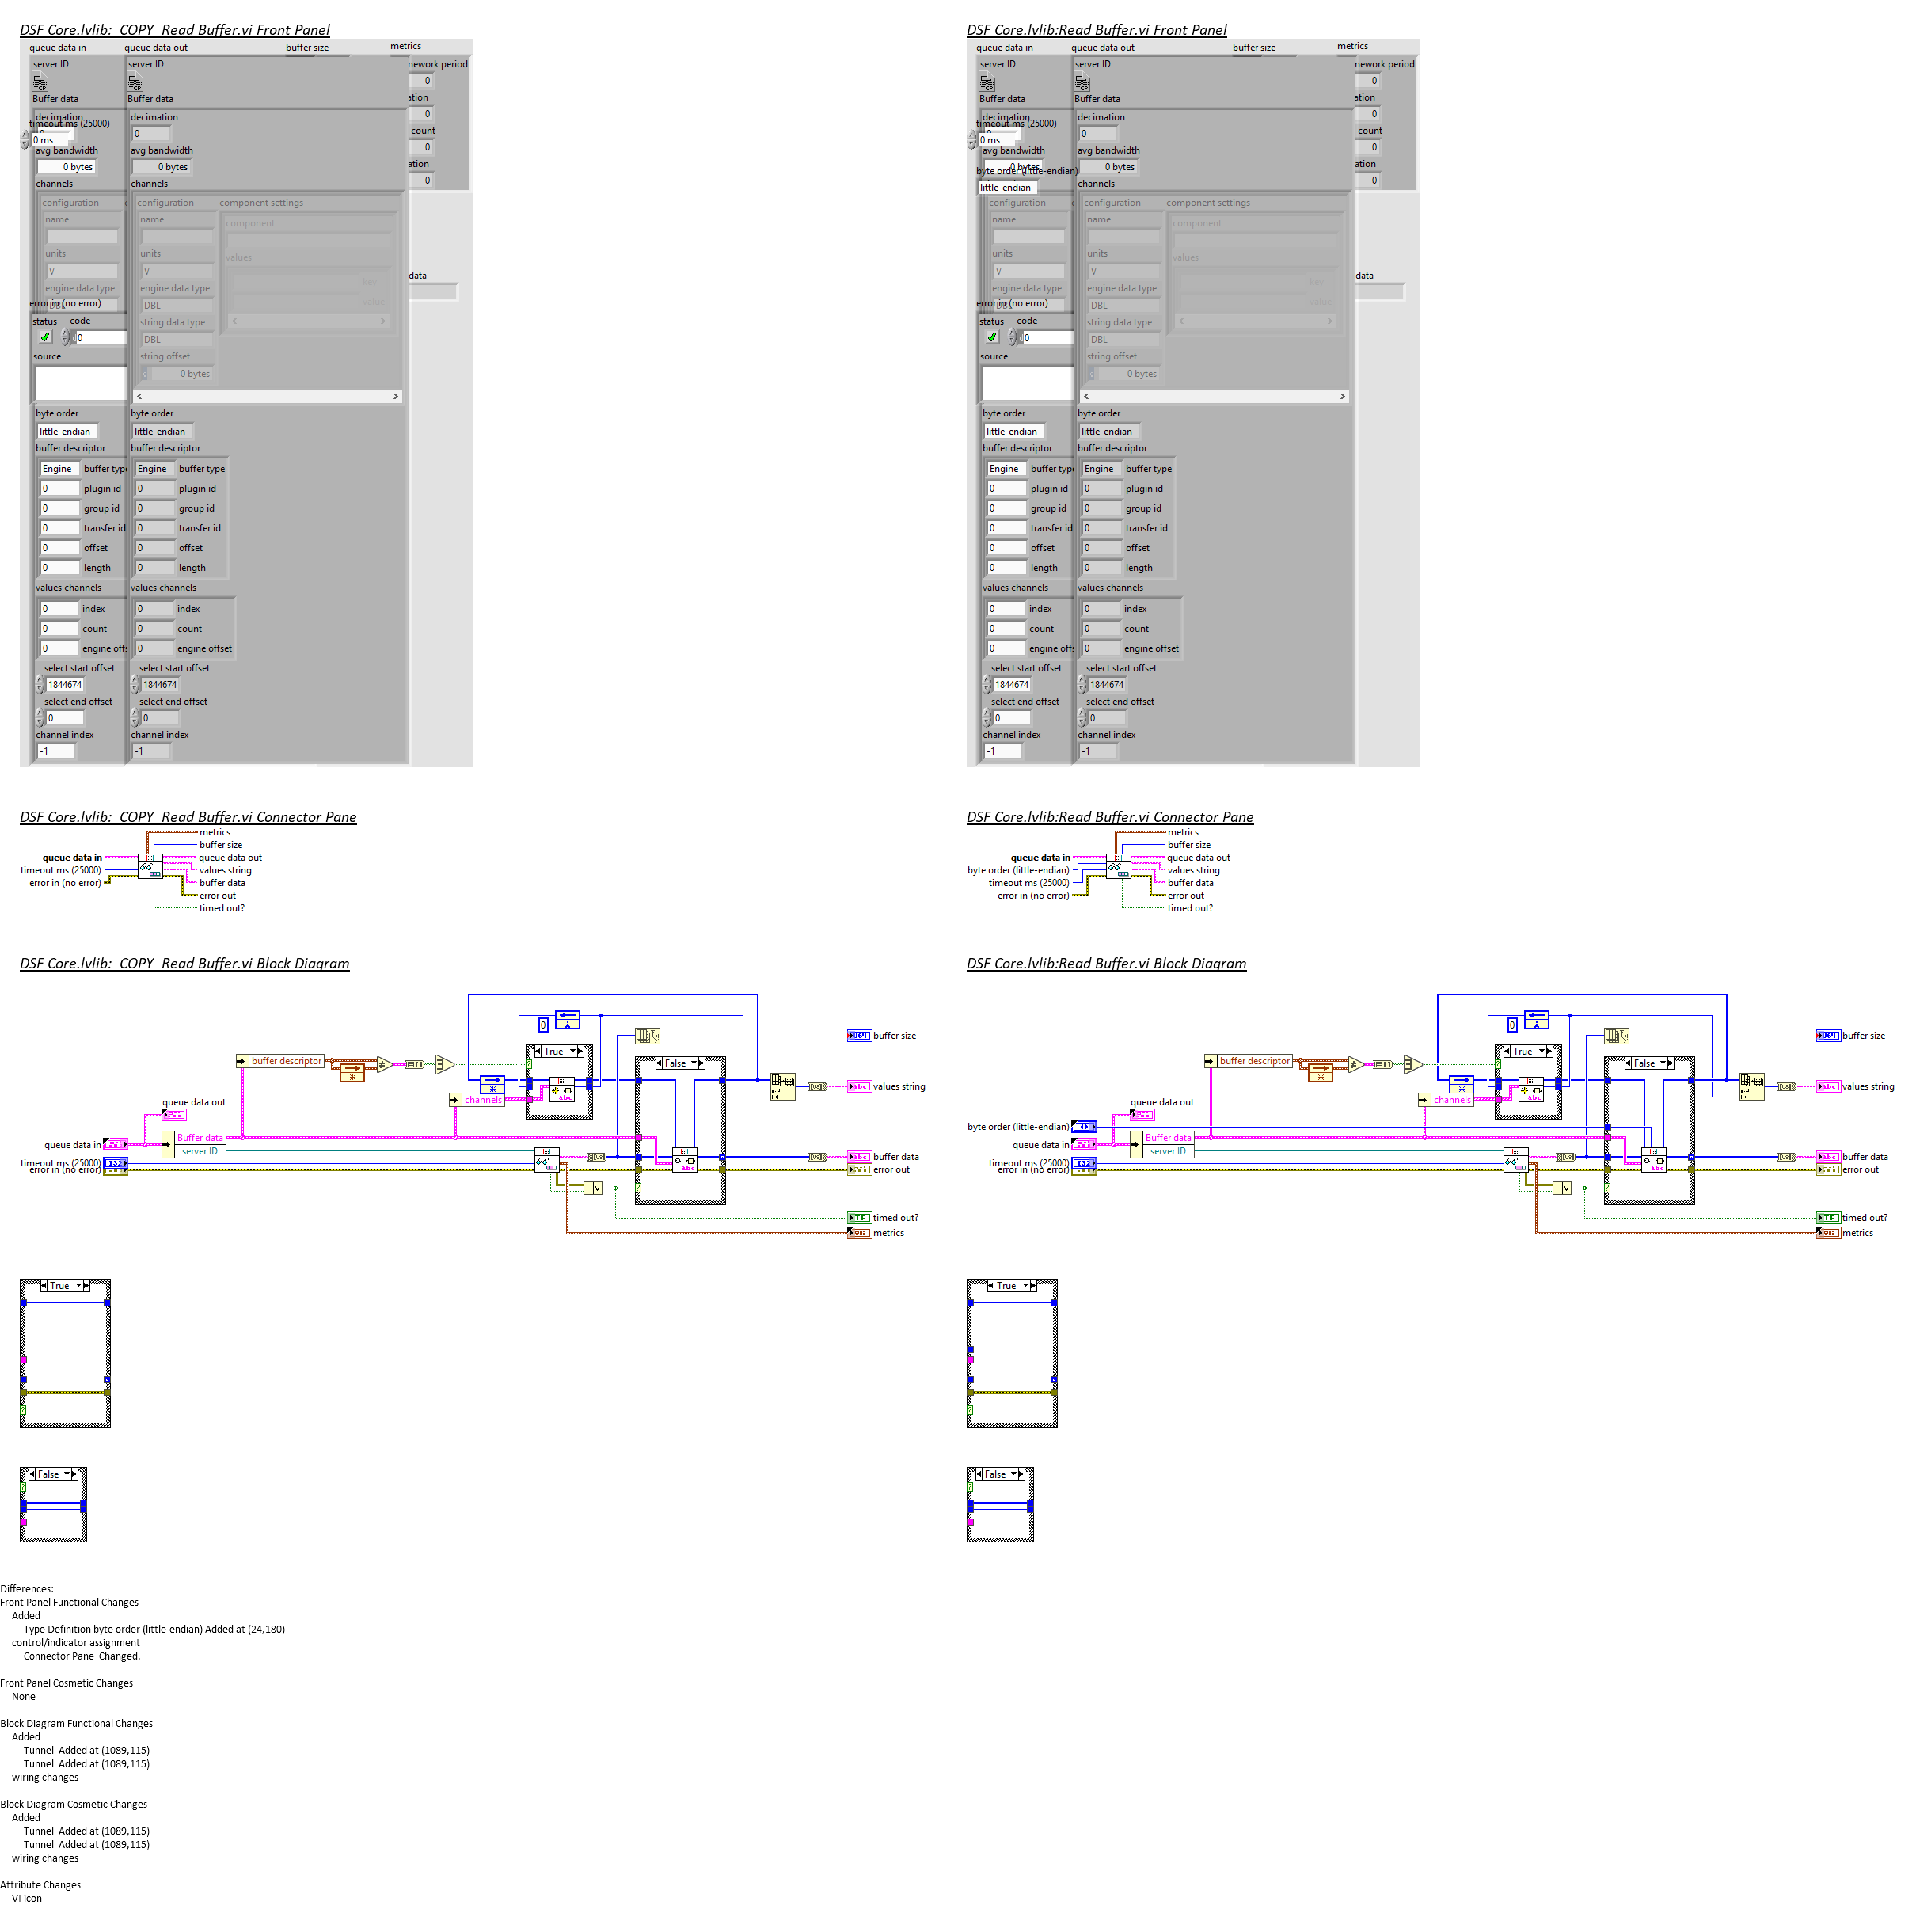 DSF Core.lvlib:  COPY  Read Buffer.vi Front Panel
queue data in
queue data out
buffer size
metrics
server ID
server ID
nework period
TCP
TCP
0
Buffer data
Buffer data
ation
0
decimation
decimation
timeout ms (25000)
count
0 ms
0
0
avg bandwidth
avg bandwidth
ation
0 bytes
0 bytes
0
channels
channels
configuration
configuration
component settings
name
name
component
units
units
values
V
V
data
engine data type
engine data type
key
error in (no error)
DBL
value
status
code
string data type
0
DBL
source
string offset
0 bytes
byte order
byte order
little-endian
little-endian
buffer descriptor
buffer descriptor
Engine
buffer type
Engine
buffer type
0
plugin id
0
plugin id
0
group id
0
group id
0
transfer id
0
transfer id
0
offset
0
offset
0
length
0
length
values channels
values channels
0
index
0
index
0
count
0
count
0
engine offs
0
engine offset
select start offset
select start offset
1844674
1844674
select end offset
select end offset
0
0
channel index
channel index
-1
-1
DSF Core.lvlib:Read Buffer.vi Front Panel
queue data in
queue data out
buffer size
metrics
server ID
server ID
nework period
TCP
TCP
0
Buffer data
Buffer data
ation
0
decimation
decimation
timeout ms (25000)
count
0 ms
0
0
avg bandwidth
avg bandwidth
ation
0 bytes
0 bytes
0
byte order (little-endian)
channels
little-endian
configuration
configuration
component settings
name
name
component
units
units
values
V
V
data
engine data type
engine data type
key
error in (no error)
DBL
value
status
code
string data type
0
DBL
source
string offset
0 bytes
byte order
byte order
little-endian
little-endian
buffer descriptor
buffer descriptor
Engine
buffer type
Engine
buffer type
0
plugin id
0
plugin id
0
group id
0
group id
0
transfer id
0
transfer id
0
offset
0
offset
0
length
0
length
values channels
values channels
0
index
0
index
0
count
0
count
0
engine offs
0
engine offset
select start offset
select start offset
1844674
1844674
select end offset
select end offset
0
0
channel index
channel index
-1
-1
DSF Core.lvlib:  COPY  Read Buffer.vi Connector Pane
metrics
buffer size
queue data in
queue data out
timeout ms (25000)
values string
error in (no error)
buffer data
error out
timed out?
DSF Core.lvlib:Read Buffer.vi Connector Pane
metrics
buffer size
queue data in
queue data out
byte order (little-endian)
values string
timeout ms (25000)
buffer data
error in (no error)
error out
timed out?
DSF Core.lvlib:  COPY  Read Buffer.vi Block Diagram
0
buffer size
True
buffer descriptor
False
abc
values string
channels
queue data out
queue data in
Buffer data
server ID
timeout ms (25000)
I32
error in (no error)
abc
buffer data
error out
TF
timed out?
metrics
DSF Core.lvlib:Read Buffer.vi Block Diagram
0
buffer size
True
buffer descriptor
False
abc
values string
channels
queue data out
byte order (little-endian)
queue data in
Buffer data
server ID
timeout ms (25000)
I32
error in (no error)
abc
buffer data
error out
TF
timed out?
metrics
True
True
False
False
Differences:
Front Panel Functional Changes
Added
Type Definition byte order (little-endian) Added at (24,180)
control/indicator assignment
Connector Pane  Changed.
Front Panel Cosmetic Changes
None
Block Diagram Functional Changes
Added
Tunnel  Added at (1089,115)
Tunnel  Added at (1089,115)
wiring changes
Block Diagram Cosmetic Changes
Added
Tunnel  Added at (1089,115)
Tunnel  Added at (1089,115)
wiring changes
Attribute Changes
VI icon